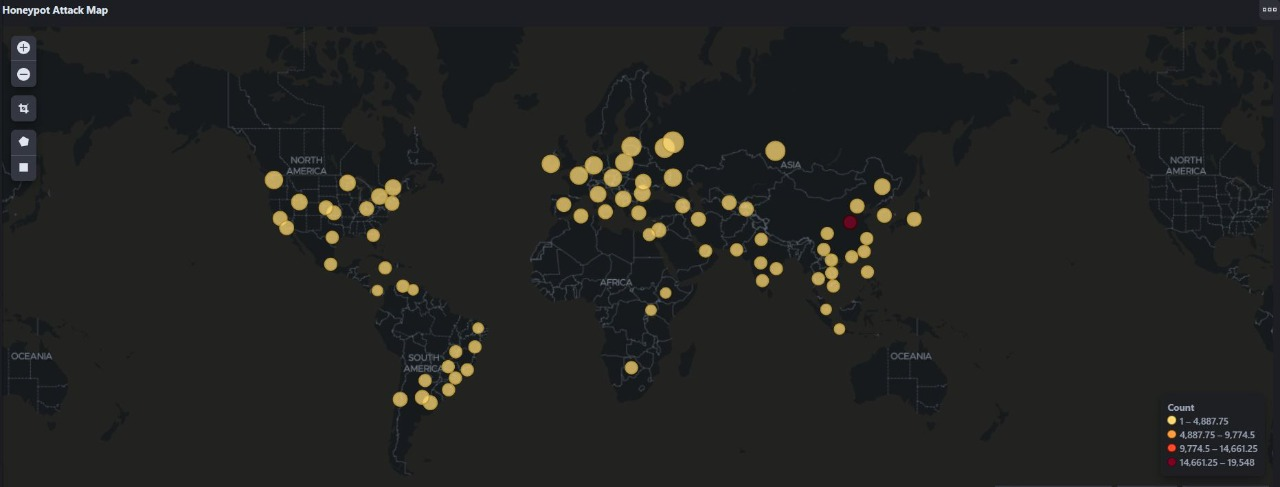 Honeypot Attack Map
NORTH
AMERICA
ASIA
NORTH
AMERICA
AFRICA
OCEANIA
SOUTH
AMERICA
OCEANIA
Count
1 – 4,887.75
4,887.75 – 9,774.5
9,774.5 – 14,661.25
14,661.25 – 19,548